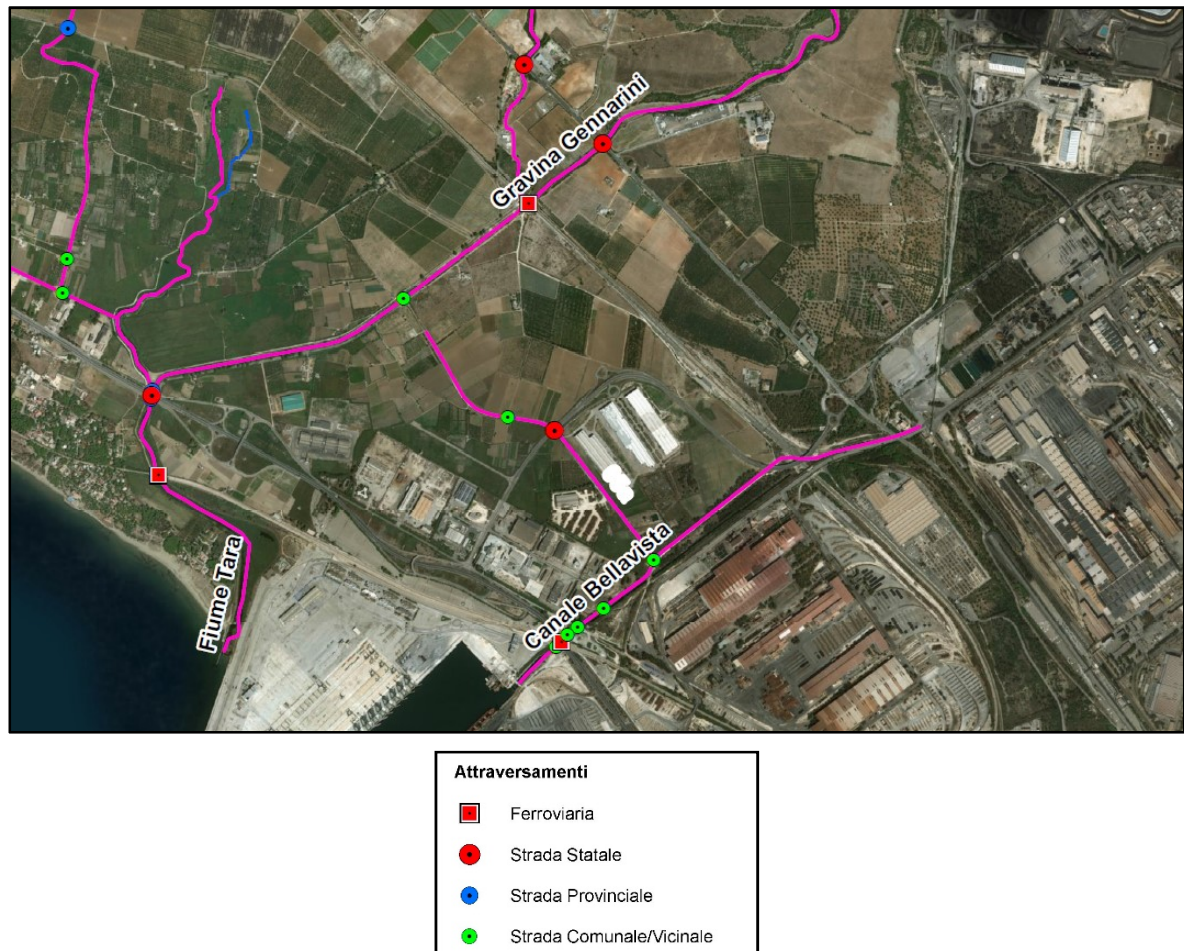 Gravina Gennarini
Canale Bellavista
Fiume Tara
Attraversamenti
Ferroviaria
Strada Statale
Strada Provinciale
Strada Comunale/Vicinale